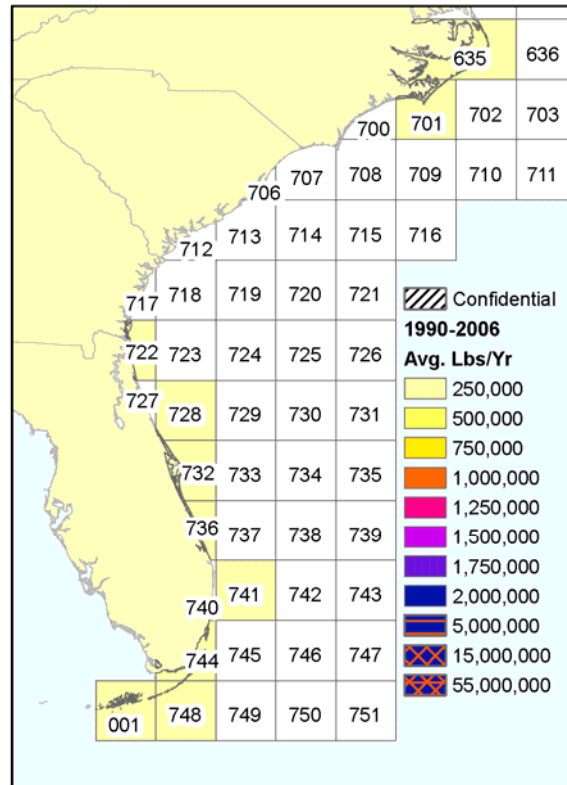 635 636
700 701 702 703
706 707 708 709 710 711
712 713 714 715 716
717 718 719 720 721
722 723 724 725 726
727 728 729 730 731
732 733 734 735
736 737 738 739
740 741 742 743
744 745 746 747
001 748 749 750 751
Confidential
1990-2006
Avg. Lbs/Yr
250,000
500,000
750,000
1,000,000
1,250,000
1,500,000
1,750,000
2,000,000
5,000,000
15,000,000
55,000,000